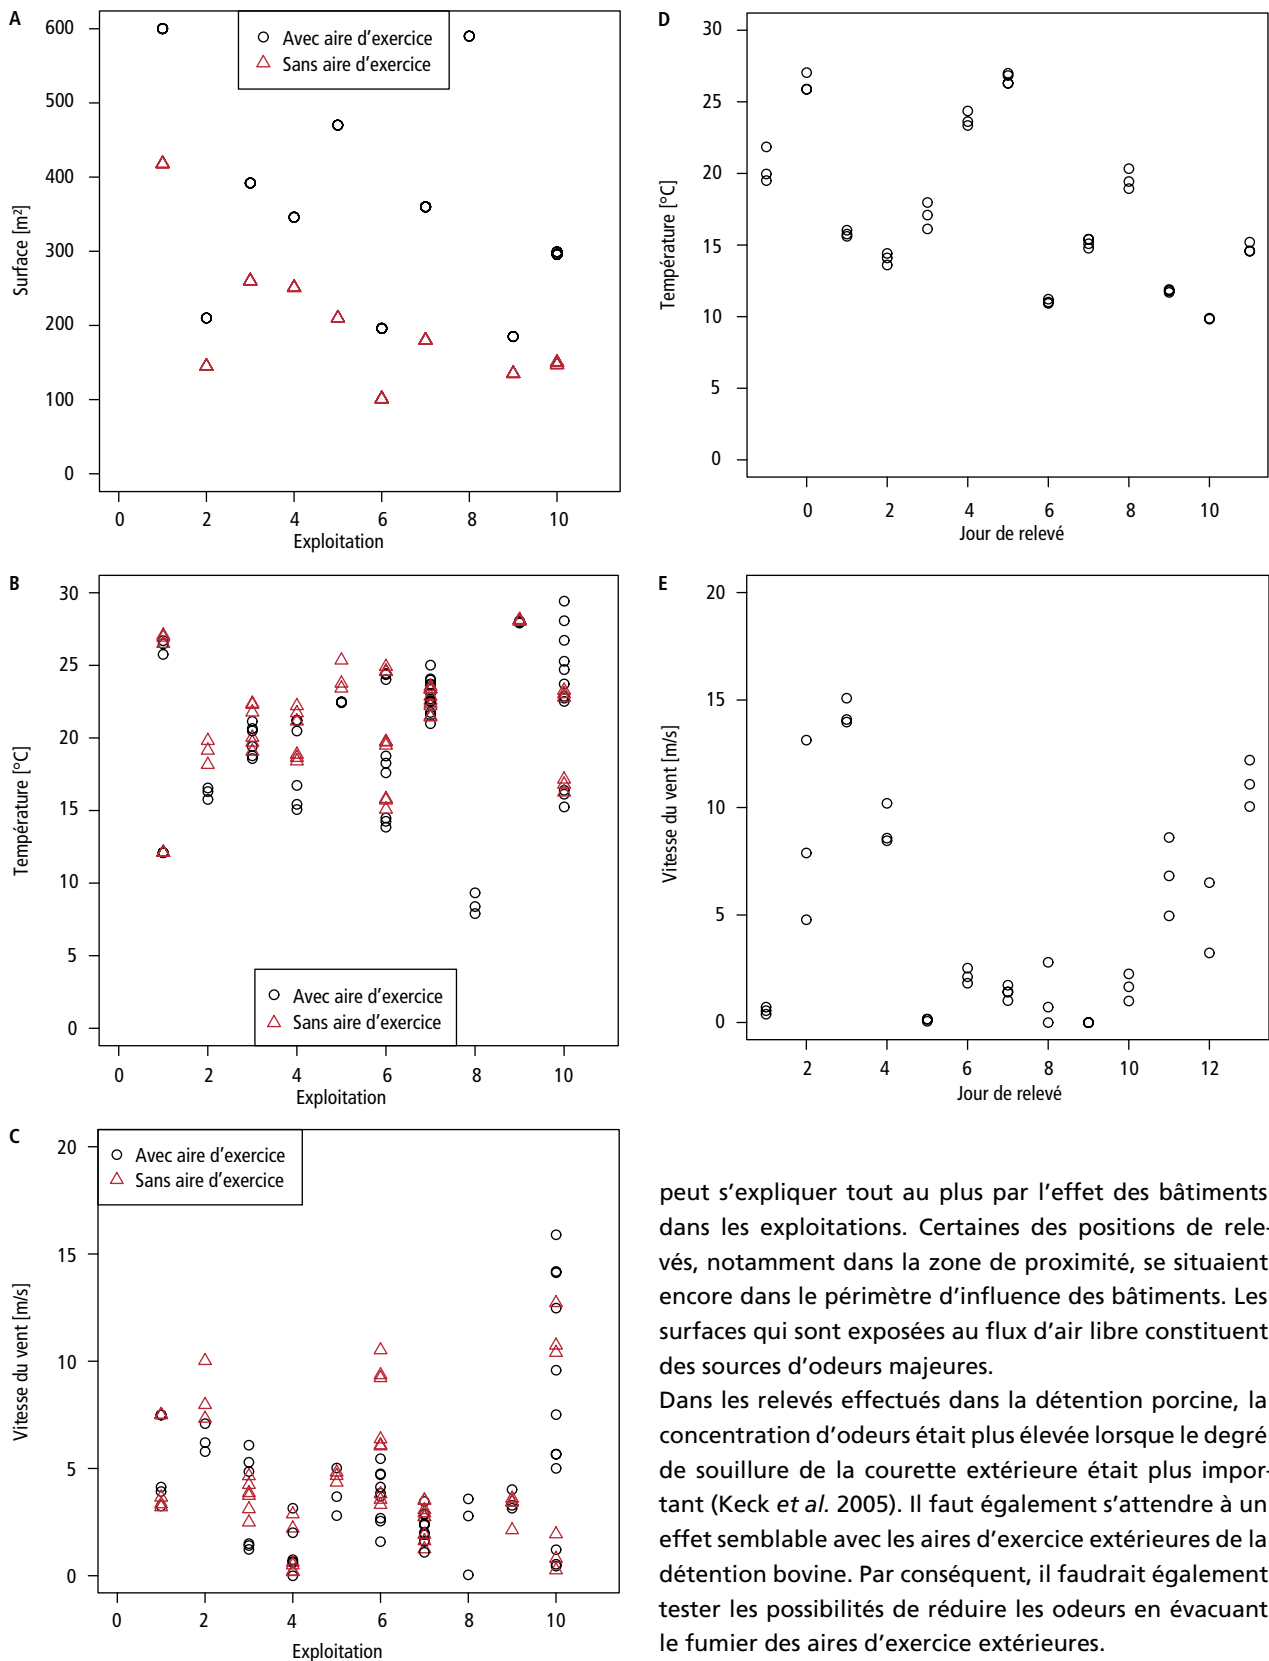 A
600
500
400
300
200
100
0
Surface [m²]
Avec aire d'exercice
Sans aire d'exercice
0 2 4 6 8 10
Exploitation
B
30
25
20
15
10
5
0
Température [°C]
Avec aire d'exercice
Sans aire d'exercice
0 2 4 6 8 10
Exploitation
C
20
15
10
5
0
Vitesse du vent [m/s]
Avec aire d'exercice
Sans aire d'exercice
0 2 4 6 8 10
Exploitation
D
30
25
20
15
10
5
0
Température [°C]
0 2 4 6 8 10
Jour de relevé
E
20
15
10
5
0
Vitesse du vent [m/s]
2 4 6 8 10 12
Jour de relevé
peut s'expliquer tout au plus par l'effet des bâtiments
dans les exploitations. Certaines des positions de rele-
vés, notamment dans la zone de proximité, se situaient
encore dans le périmètre d'influence des bâtiments. Les
surfaces qui sont exposées au flux d'air libre constituent
des sources d'odeurs majeures.
Dans les relevés effectués dans la détention porcine, la
concentration d'odeurs était plus élevée lorsque le degré
de souillure de la courette extérieure était plus impor-
tant (Keck et al. 2005). Il faut également s'attendre à un
effet semblable avec les aires d'exercice extérieures de la
détention bovine. Par conséquent, il faudrait également
tester les possibilités de réduire les odeurs en évacuant
le fumier des aires d'exercice extérieures.